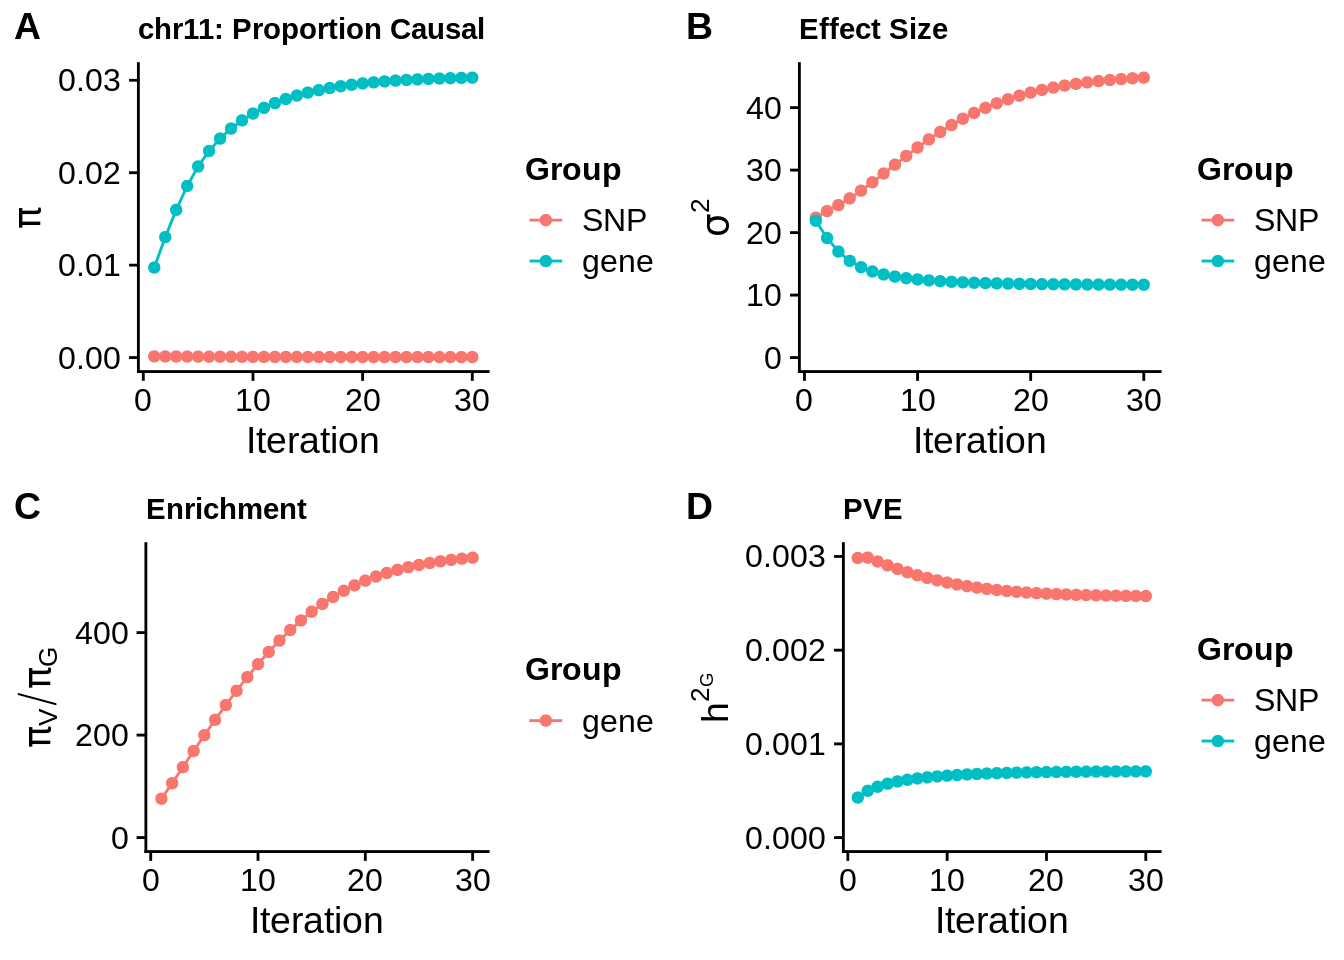 A
chr11: Proportion Causal
π
0.03
0.02
0.01
0.00
0 10 20 30
Iteration
Group
SNP
gene
B
Effect Size
σ²
40
30
20
10
0
0 10 20 30
Iteration
Group
SNP
gene
C
Enrichment
πV/πG
400
200
0
0 10 20 30
Iteration
Group
gene
D
PVE
h²G
0.003
0.002
0.001
0.000
0 10 20 30
Iteration
Group
SNP
gene